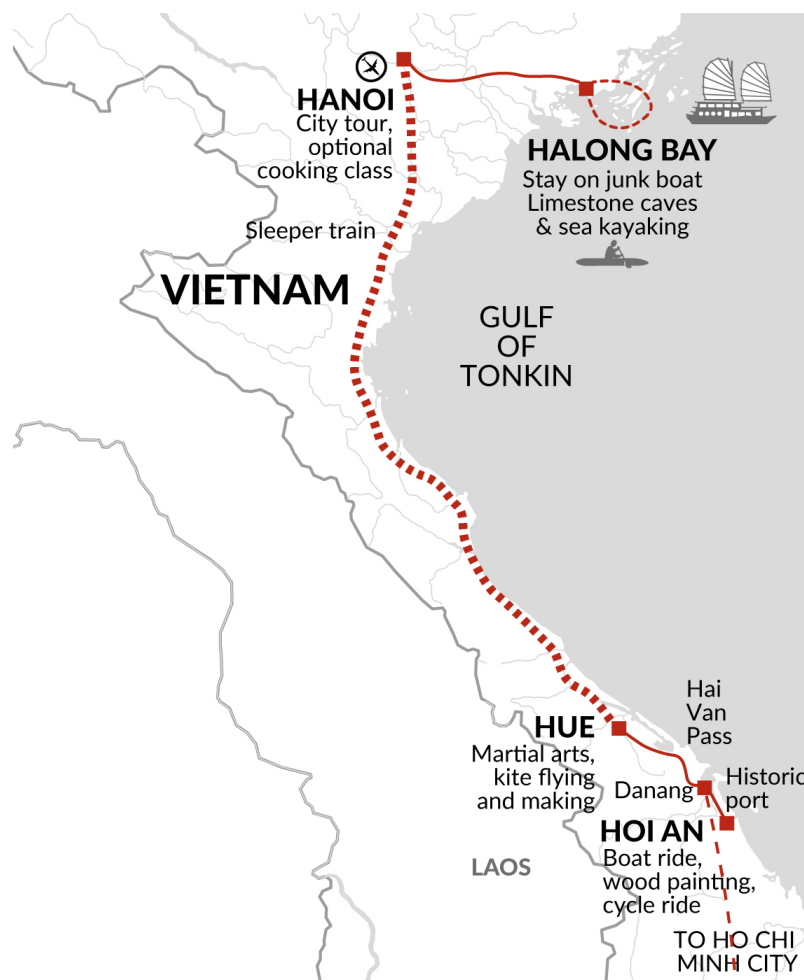 HANOI
City tour,
optional
cooking class
HALONG BAY
Stay on junk boat
Limestone caves
& sea kayaking
Sleeper train
VIETNAM
GULF
OF
TONKIN
Hai
Van
Pass
HUE
Martial arts,
kite flying
and making
Danang
Historic
port
HOI AN
Boat ride,
wood painting,
cycle ride
LAOS
TO HO CHI
MINH CITY